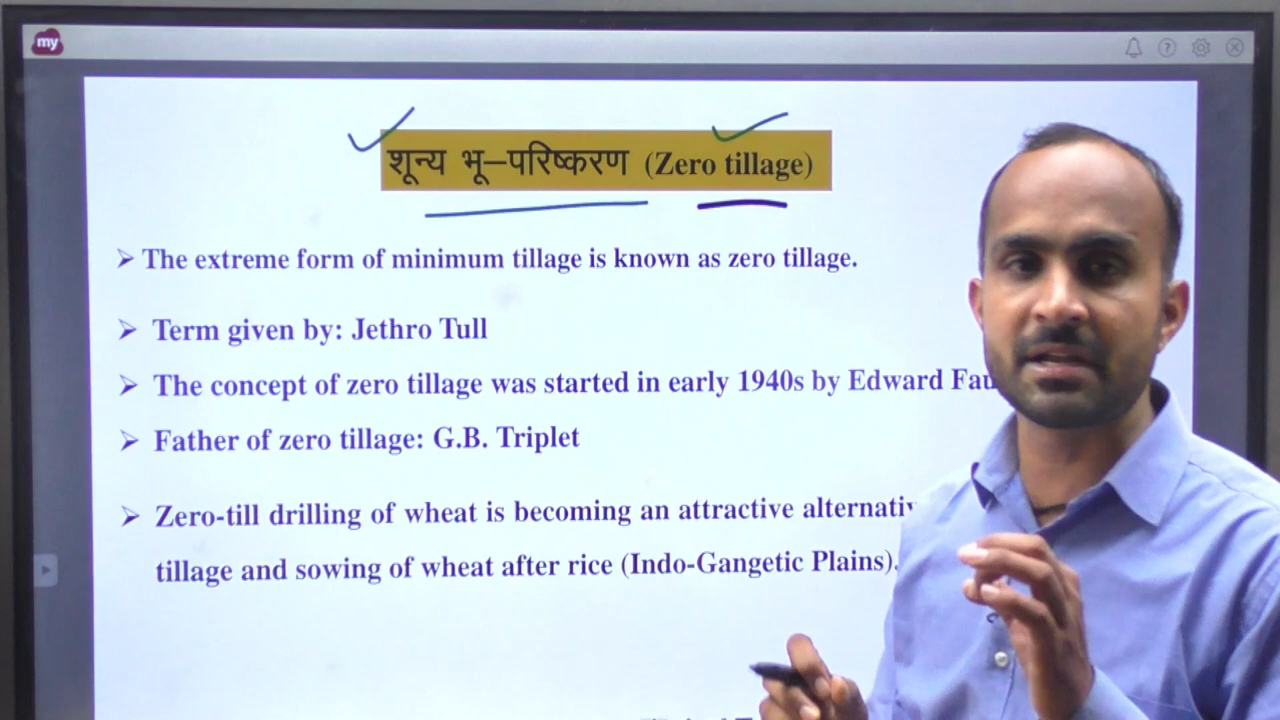 my
शून्य भू–परिष्करण (Zero tillage)
➢ The extreme form of minimum tillage is known as zero tillage.
➢ Term given by: Jethro Tull
➢ The concept of zero tillage was started in early 1940s by Edward
➢ Father of zero tillage: G.B. Triplet
➢ Zero-till drilling of wheat is becoming an attractive
tillage and sowing of wheat after rice (Indo-Gangetic Plains).